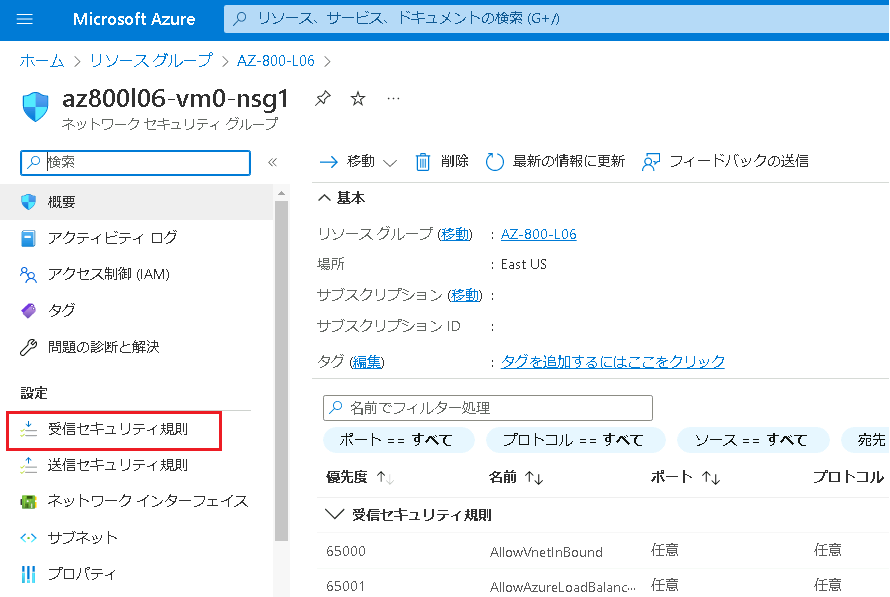 Microsoft Azure
リソース、サービス、ドキュメントの検索 (G+/)
ホーム > リソース グループ > AZ-800-L06 >
az800l06-vm0-nsg1
ネットワーク セキュリティ グループ
検索
概要
アクティビティ ログ
アクセス制御 (IAM)
タグ
問題の診断と解決
設定
受信セキュリティ規則
送信セキュリティ規則
ネットワーク インターフェイス
サブネット
プロパティ
移動 削除 最新の情報に更新 フィードバックの送信
基本
リソース グループ (移動) : AZ-800-L06
場所 : East US
サブスクリプション (移動) :
サブスクリプション ID :
タグ (編集) : タグを追加するにはここをクリック
名前でフィルター処理
ポート == すべて プロトコル == すべて ソース == すべて 宛先
優先度 ↑↓ 名前 ↑↓ ポート ↑↓ プロトコル
受信セキュリティ規則
65000 AllowVnetInBound 任意 任意
65001 AllowAzureLoadBalanc... 任意 任意